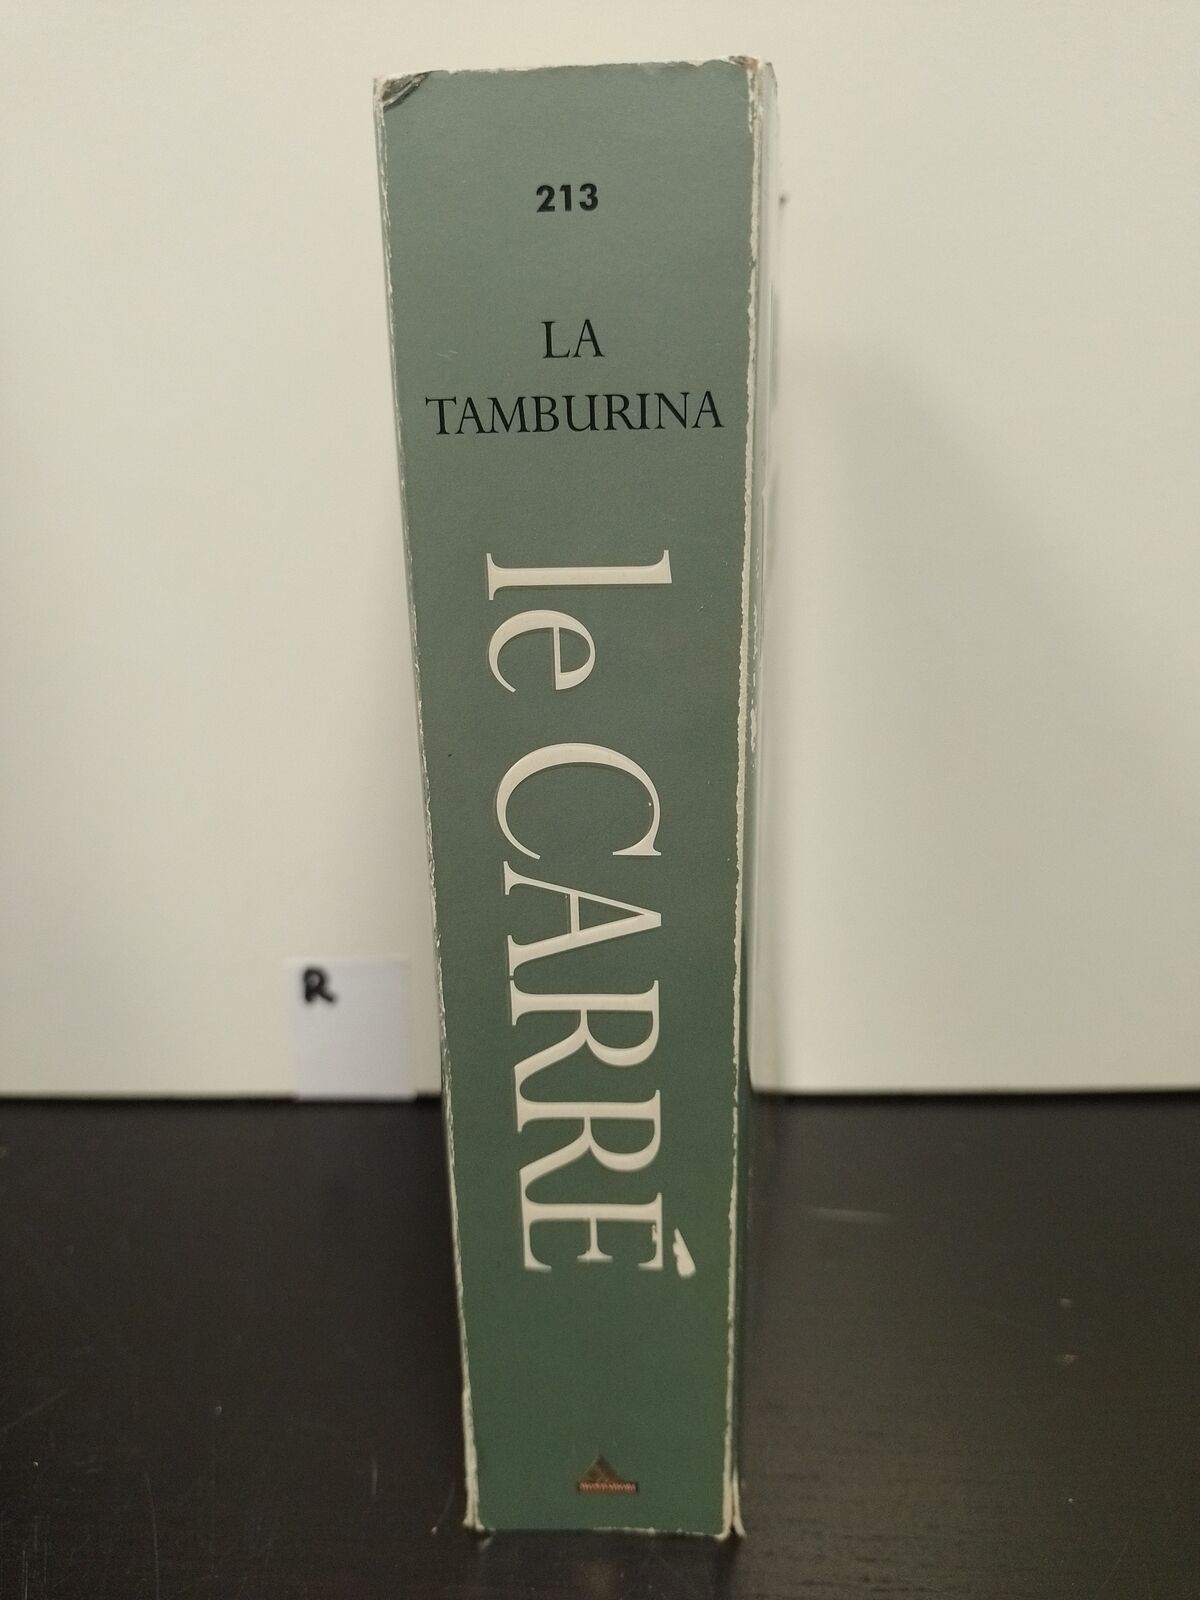 213
LA
TAMBURINA
le CARRÉ
R